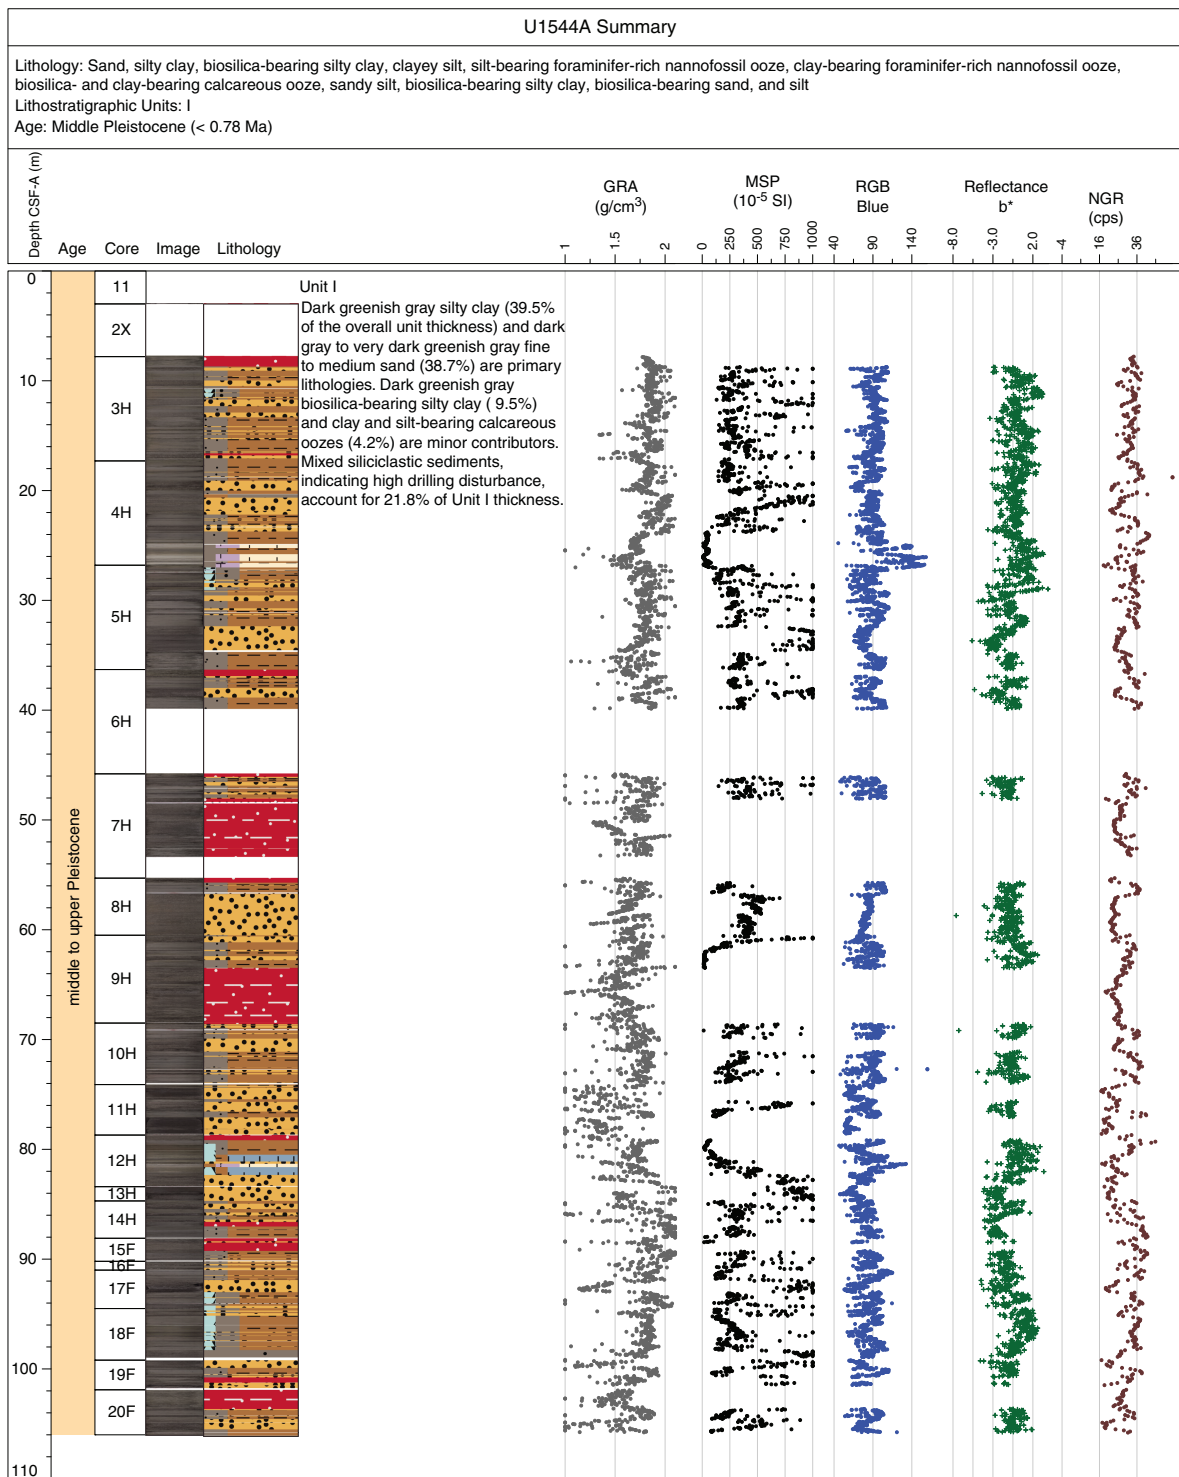 U1544A Summary
Lithology: Sand, silty clay, biosilica-bearing silty clay, clayey silt, silt-bearing foraminifer-rich nannofossil ooze, clay-bearing foraminifer-rich nannofossil ooze,
biosilica- and clay-bearing calcareous ooze, sandy silt, biosilica-bearing silty clay, biosilica-bearing sand, and silt
Lithostratigraphic Units: I
Age: Middle Pleistocene (< 0.78 Ma)
Depth CSF-A (m)
Age
Core
Image
Lithology
GRA
(g/cm3)
MSP
(10-5 SI)
RGB
Blue
Reflectance
b*
NGR
(cps)
1
1.5
2
0
250
500
750
1000
40
90
140
-8.0
-3.0
2.0
-4
16
36
0
10
20
30
40
50
60
70
80
90
100
110
middle to upper Pleistocene
11
2X
3H
4H
5H
6H
7H
8H
9H
10H
11H
12H
13H
14H
15F
16F
17F
18F
19F
20F
Unit I
Dark greenish gray silty clay (39.5%
of the overall unit thickness) and dark
gray to very dark greenish gray fine
to medium sand (38.7%) are primary
lithologies. Dark greenish gray
biosilica-bearing silty clay ( 9.5%)
and clay and silt-bearing calcareous
oozes (4.2%) are minor contributors.
Mixed siliciclastic sediments,
indicating high drilling disturbance,
account for 21.8% of Unit I thickness.